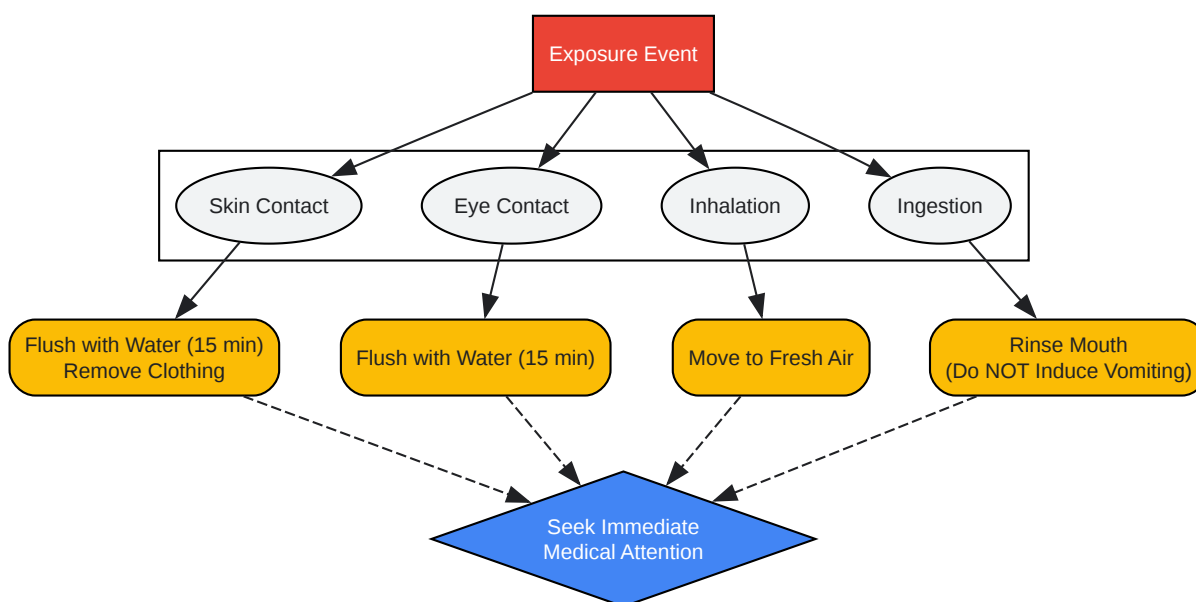 Exposure Event
Skin Contact
Eye Contact
Inhalation
Ingestion
Flush with Water (15 min)
Remove Clothing
Flush with Water (15 min)
Move to Fresh Air
Rinse Mouth
(Do NOT Induce Vomiting)
Seek Immediate
Medical Attention